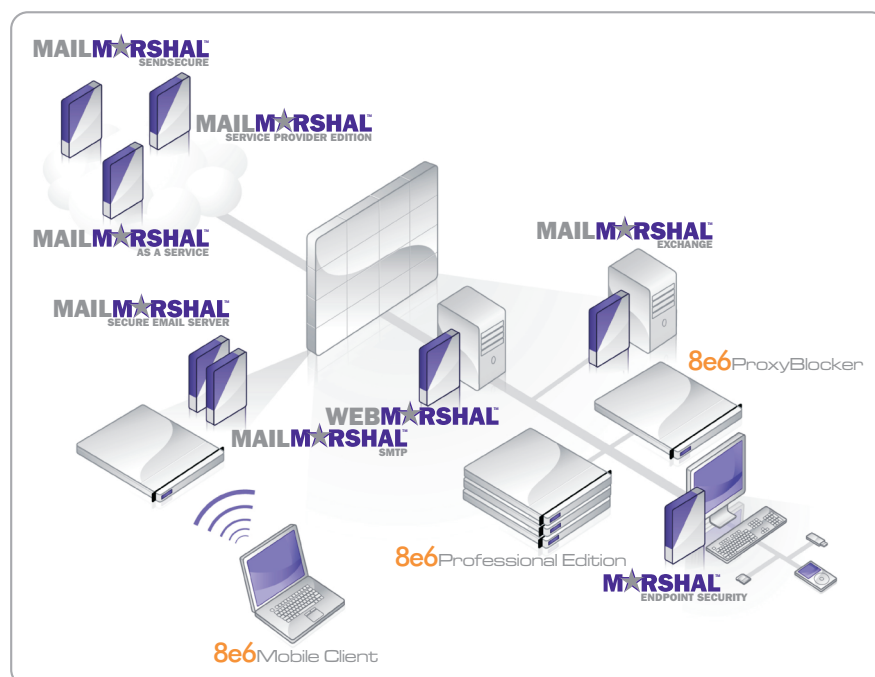 MAILMARSHAL™
SENDSECURE
MAILMARSHAL™
SERVICE PROVIDER EDITION
MAILMARSHAL™
AS A SERVICE
MAILMARSHAL™
EXCHANGE
MAILMARSHAL™
SECURE EMAIL SERVER
8e6ProxyBlocker
WEBMARSHAL™
MAILMARSHAL™
SMTP
8e6Professional Edition
MARSHAL™
ENDPOINT SECURITY
8e6Mobile Client